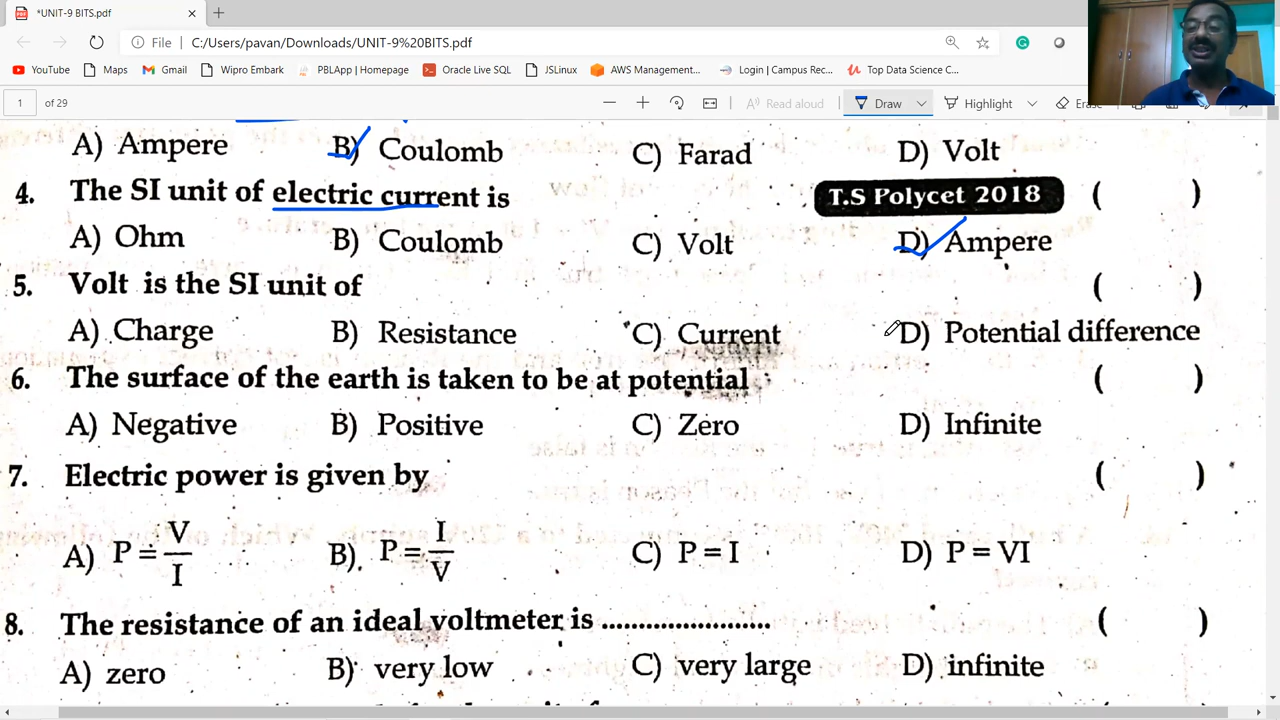 *UNIT-9 BITS.pdf
File C:/Users/pavan/Downloads/UNIT-9%20BITS.pdf
YouTube Maps Gmail Wipro Embark PBLApp | Homepage Oracle Live SQL JSLinux AWS Management... Login | Campus Rec... Top Data Science C...
1 of 29 Read aloud Draw Highlight
A) Ampere B) Coulomb C) Farad D) Volt
4. The SI unit of electric current is T.S Polycet 2018 ( )
A) Ohm B) Coulomb C) Volt D) Ampere
5. Volt is the SI unit of ( )
A) Charge B) Resistance C) Current D) Potential difference
6. The surface of the earth is taken to be at potential ( )
A) Negative B) Positive C) Zero D) Infinite
7. Electric power is given by ( )
A) P = V/I B) P = I/V C) P = I D) P = VI
8. The resistance of an ideal voltmeter is ...................... ( )
A) zero B) very low C) very large D) infinite